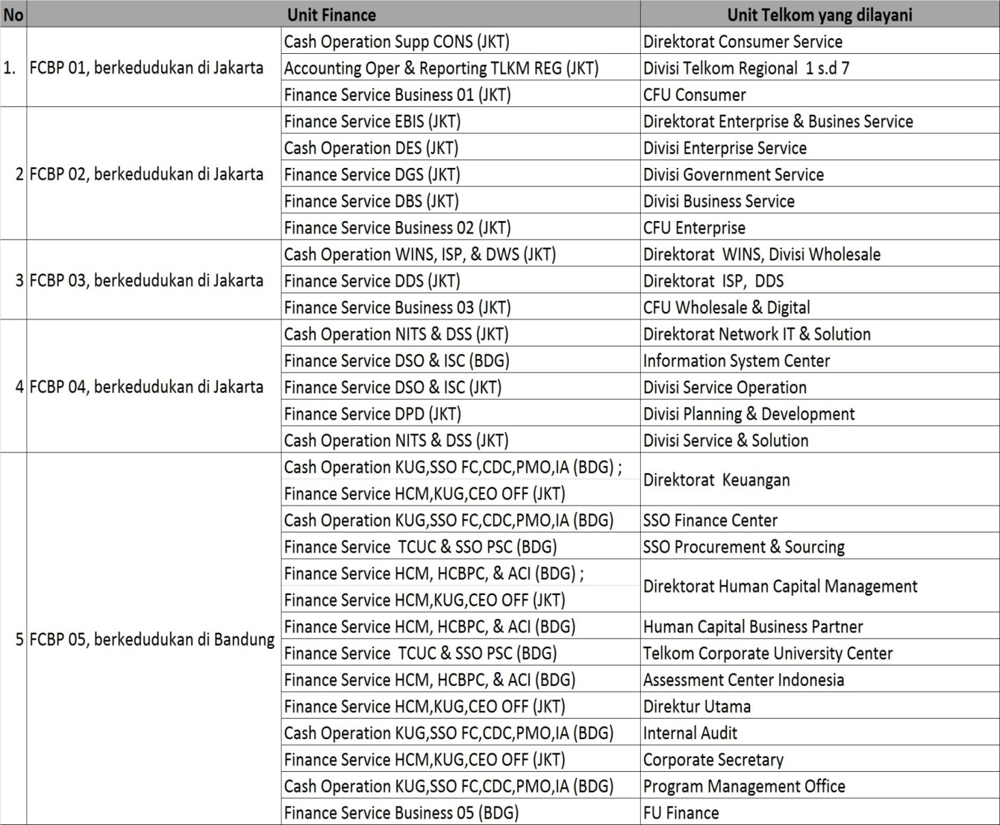 No Unit Finance Unit Telkom yang dilayani
1. FCBP 01, berkedudukan di Jakarta Cash Operation Supp CONS (JKT) Direktorat Consumer Service
Accounting Oper & Reporting TLKM REG (JKT) Divisi Telkom Regional 1 s.d 7
Finance Service Business 01 (JKT) CFU Consumer
2 FCBP 02, berkedudukan di Jakarta Finance Service EBIS (JKT) Direktorat Enterprise & Busines Service
Cash Operation DES (JKT) Divisi Enterprise Service
Finance Service DGS (JKT) Divisi Government Service
Finance Service DBS (JKT) Divisi Business Service
Finance Service Business 02 (JKT) CFU Enterprise
3 FCBP 03, berkedudukan di Jakarta Cash Operation WINS, ISP, & DWS (JKT) Direktorat WINS, Divisi Wholesale
Finance Service DDS (JKT) Direktorat ISP, DDS
Finance Service Business 03 (JKT) CFU Wholesale & Digital
4 FCBP 04, berkedudukan di Jakarta Cash Operation NITS & DSS (JKT) Direktorat Network IT & Solution
Finance Service DSO & ISC (BDG) Information System Center
Finance Service DSO & ISC (JKT) Divisi Service Operation
Finance Service DPD (JKT) Divisi Planning & Development
Cash Operation NITS & DSS (JKT) Divisi Service & Solution
5 FCBP 05, berkedudukan di Bandung Cash Operation KUG,SSO FC,CDC,PMO,IA (BDG) ; Direktorat Keuangan
Finance Service HCM,KUG,CEO OFF (JKT)
Cash Operation KUG,SSO FC,CDC,PMO,IA (BDG) SSO Finance Center
Finance Service TCUC & SSO PSC (BDG) SSO Procurement & Sourcing
Finance Service HCM, HCBPC, & ACI (BDG) ; Direktorat Human Capital Management
Finance Service HCM,KUG,CEO OFF (JKT)
Finance Service HCM, HCBPC, & ACI (BDG) Human Capital Business Partner
Finance Service TCUC & SSO PSC (BDG) Telkom Corporate University Center
Finance Service HCM, HCBPC, & ACI (BDG) Assessment Center Indonesia
Finance Service HCM,KUG,CEO OFF (JKT) Direktur Utama
Cash Operation KUG,SSO FC,CDC,PMO,IA (BDG) Internal Audit
Finance Service HCM,KUG,CEO OFF (JKT) Corporate Secretary
Cash Operation KUG,SSO FC,CDC,PMO,IA (BDG) Program Management Office
Finance Service Business 05 (BDG) FU Finance